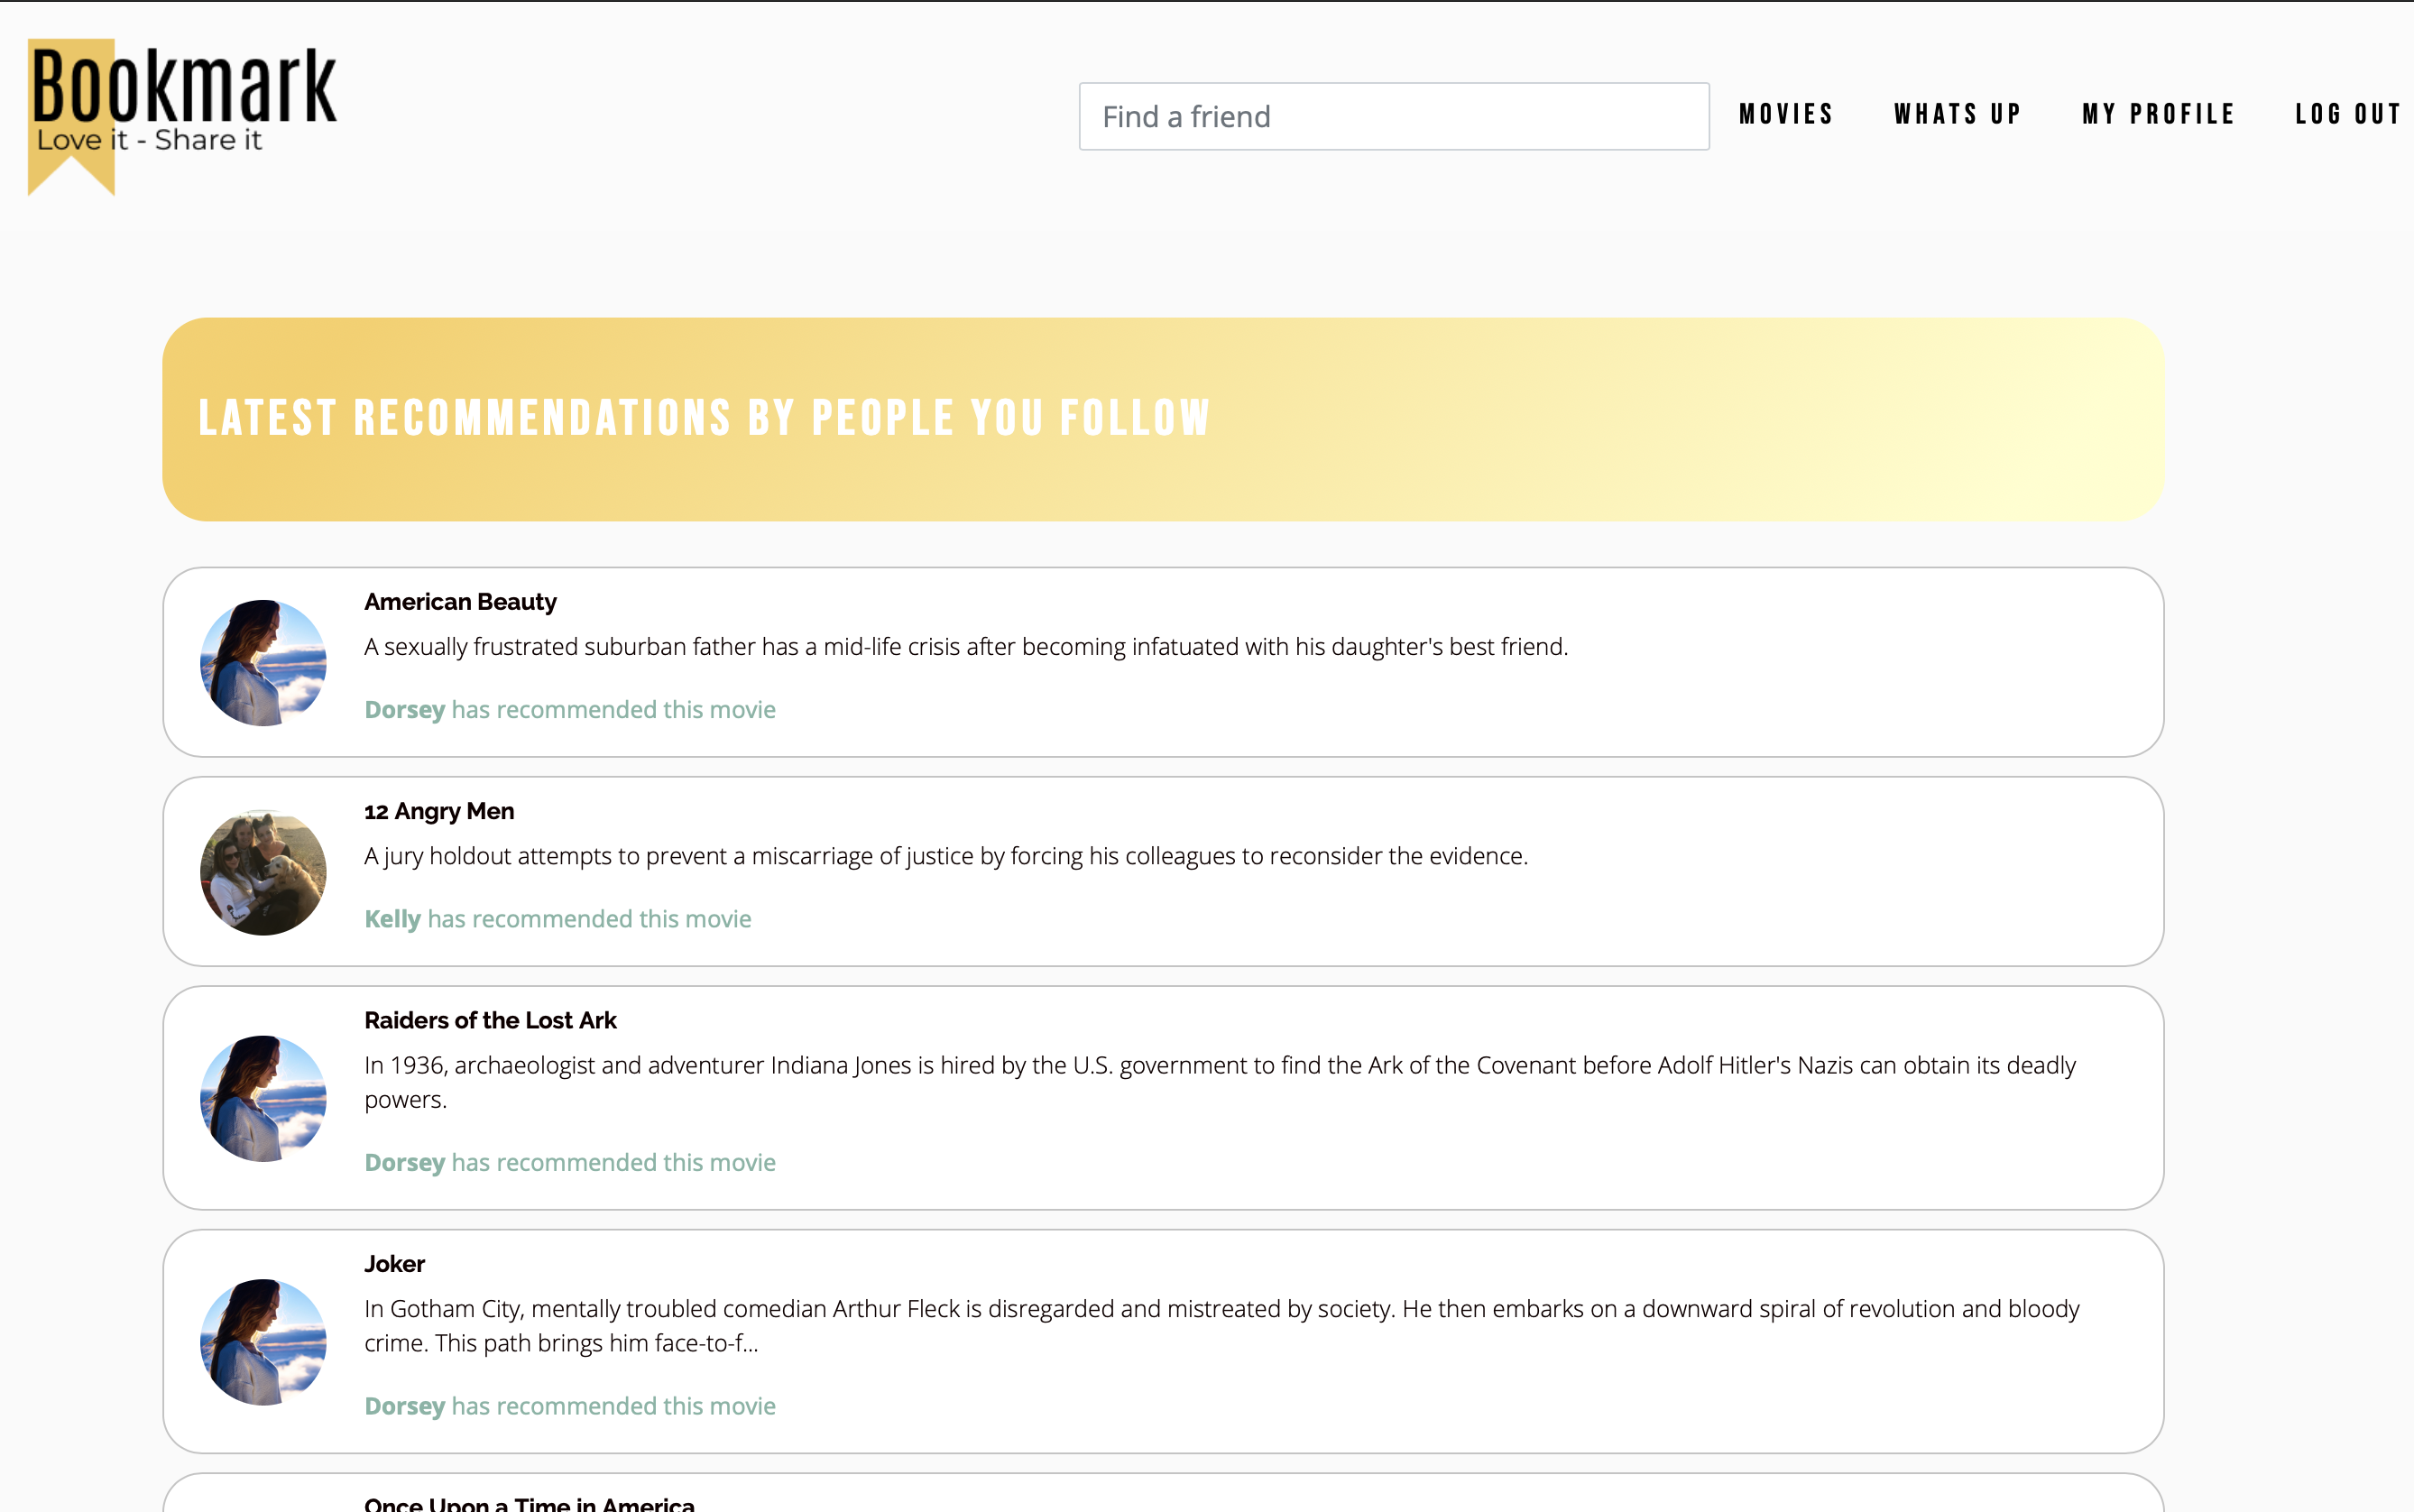 Bookmark
Love it - Share it
Find a friend
MOVIES
WHATS UP
MY PROFILE
LOG OUT
LATEST RECOMMENDATIONS BY PEOPLE YOU FOLLOW
American Beauty
A sexually frustrated suburban father has a mid-life crisis after becoming infatuated with his daughter's best friend.
Dorsey has recommended this movie
12 Angry Men
A jury holdout attempts to prevent a miscarriage of justice by forcing his colleagues to reconsider the evidence.
Kelly has recommended this movie
Raiders of the Lost Ark
In 1936, archaeologist and adventurer Indiana Jones is hired by the U.S. government to find the Ark of the Covenant before Adolf Hitler's Nazis can obtain its deadly
powers.
Dorsey has recommended this movie
Joker
In Gotham City, mentally troubled comedian Arthur Fleck is disregarded and mistreated by society. He then embarks on a downward spiral of revolution and bloody
crime. This path brings him face-to-f...
Dorsey has recommended this movie
Once Upon a Time in America